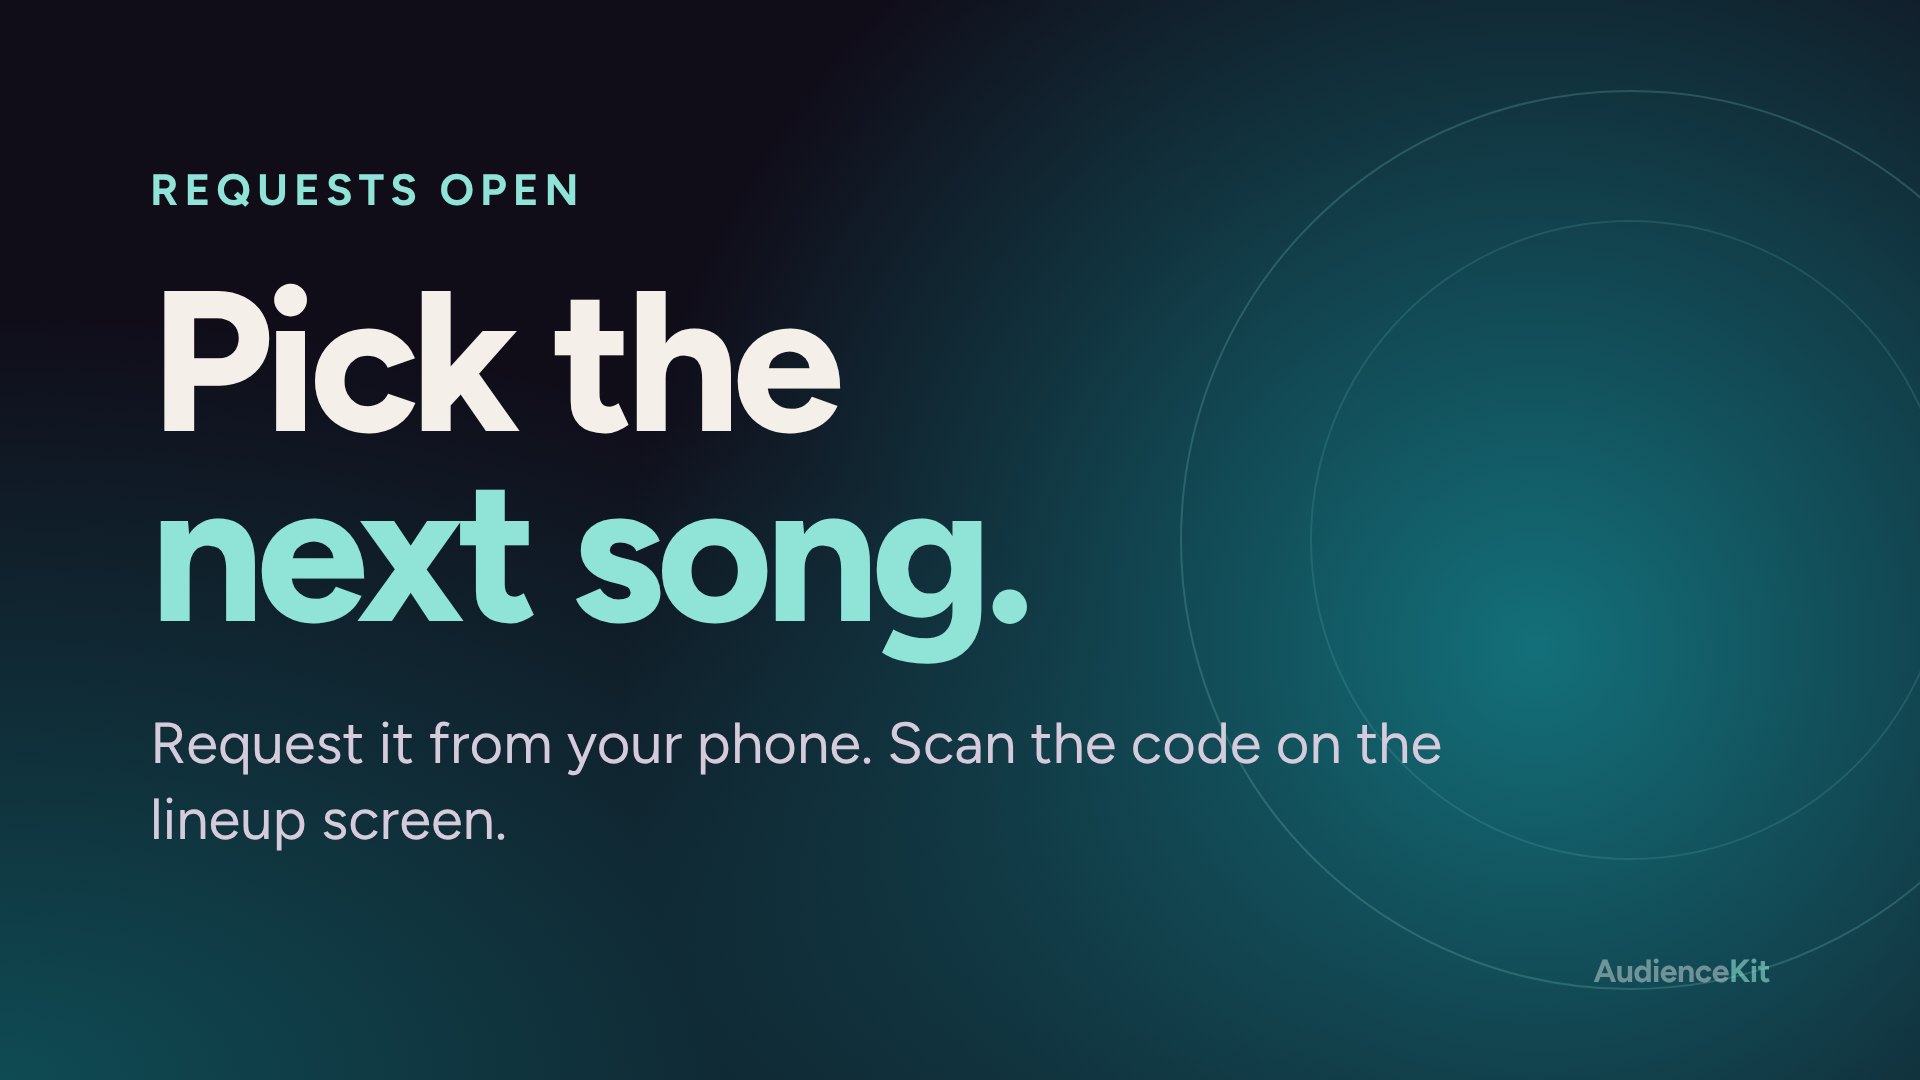 REQUESTS OPEN
Pick the
next song.
Request it from your phone. Scan the code on the
lineup screen.
AudienceKit